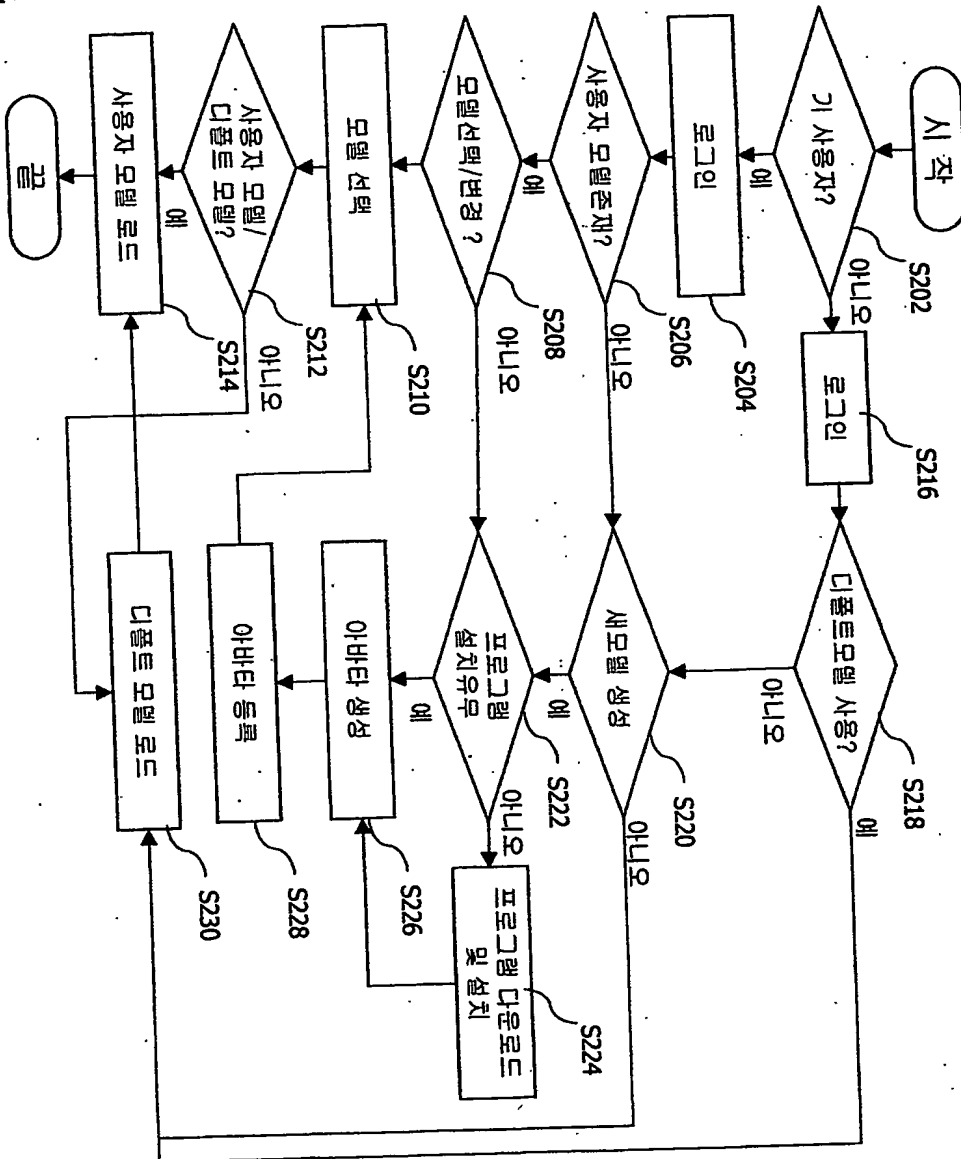 시 작
기 사용자?
S202
예
아니오
로그인
S204
로그인
S216
디폴트모델 사용?
S218
아니오
예
사용자 모델존재?
S206
예
아니오
새모델 생성
S220
예
아니오
모델선택/변경 ?
S208
예
아니오
프로그램
설치유무
S222
예
아니오
프로그램 다운로드
및 설치
S224
모델 선택
S210
아바타 생성
S226
사용자 모델/
디폴트 모델?
S212
예
아니오
아바타 등록
S228
사용자 모델 로드
S214
디폴트 모델 로드
S230
끝